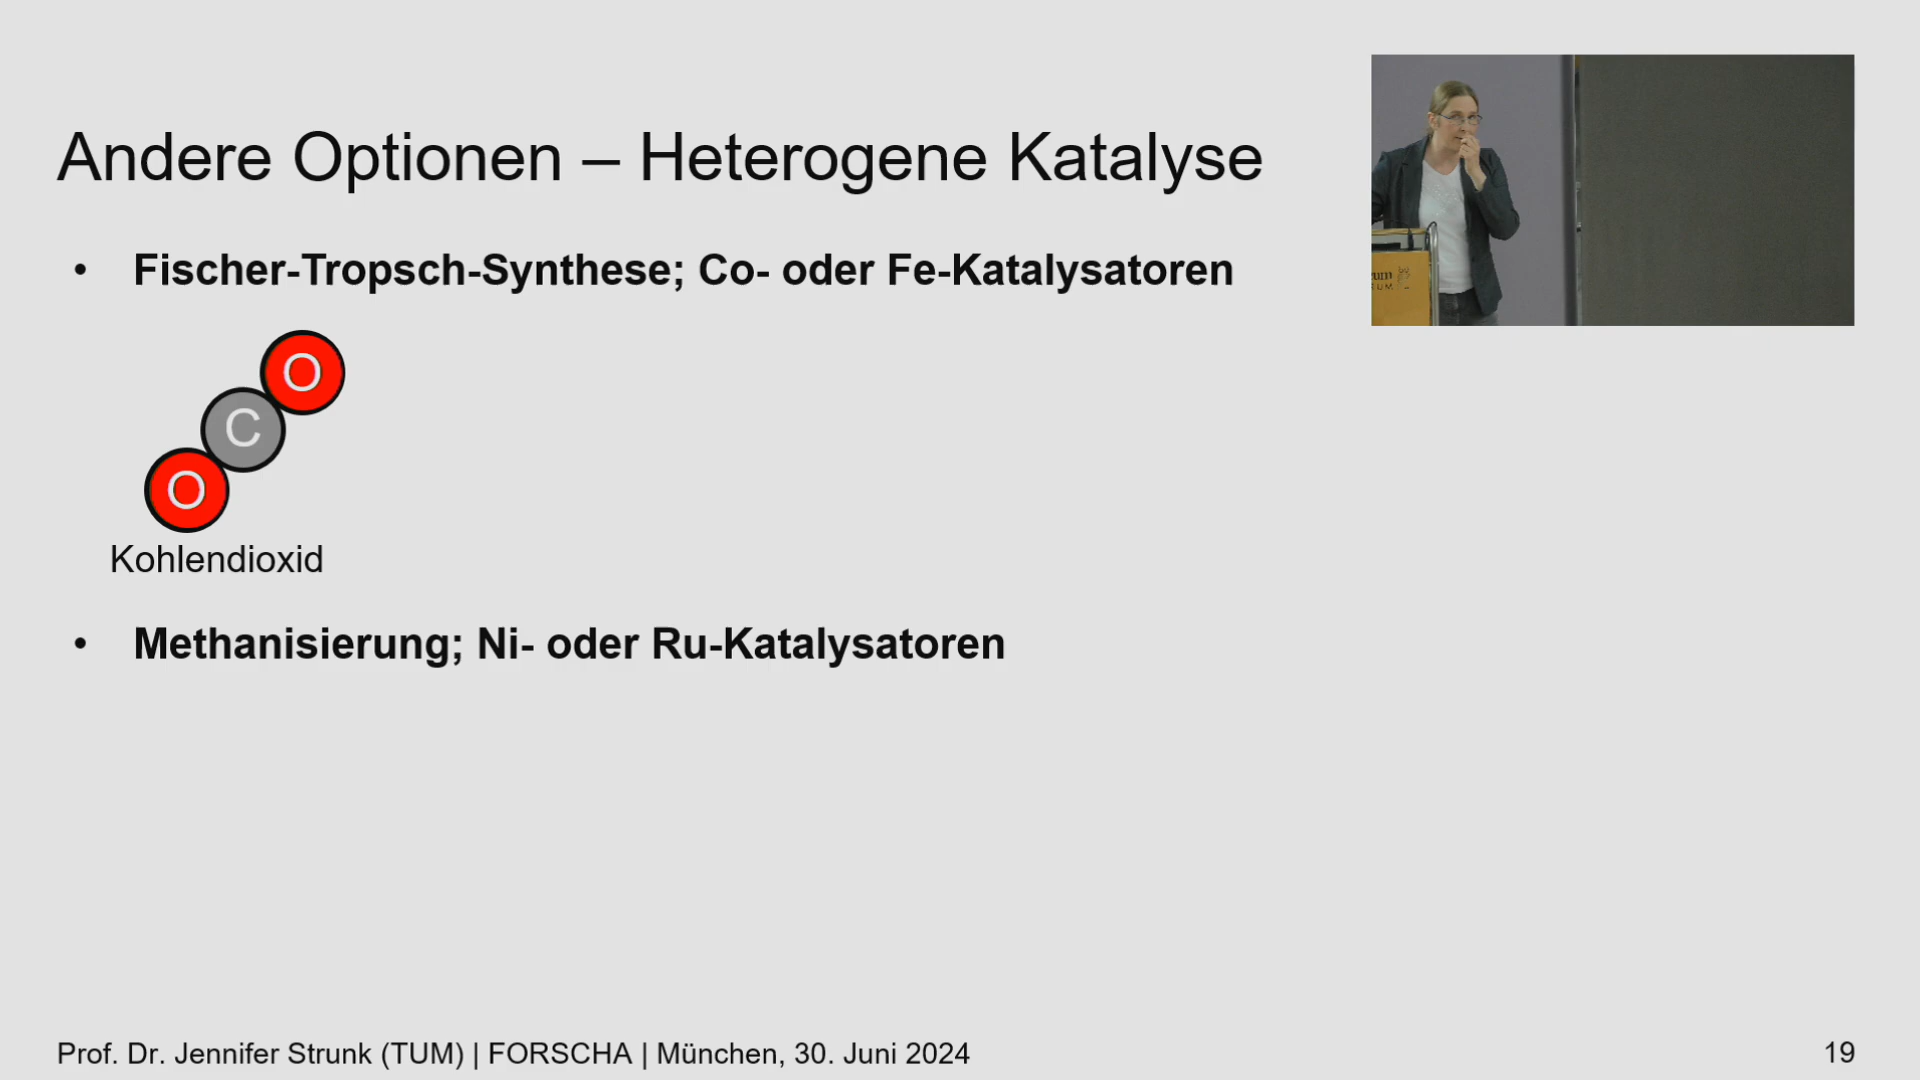 Andere Optionen – Heterogene Katalyse
• Fischer-Tropsch-Synthese; Co- oder Fe-Katalysatoren
O
C
O
Kohlendioxid
• Methanisierung; Ni- oder Ru-Katalysatoren
Prof. Dr. Jennifer Strunk (TUM) | FORSCHA | München, 30. Juni 2024
19